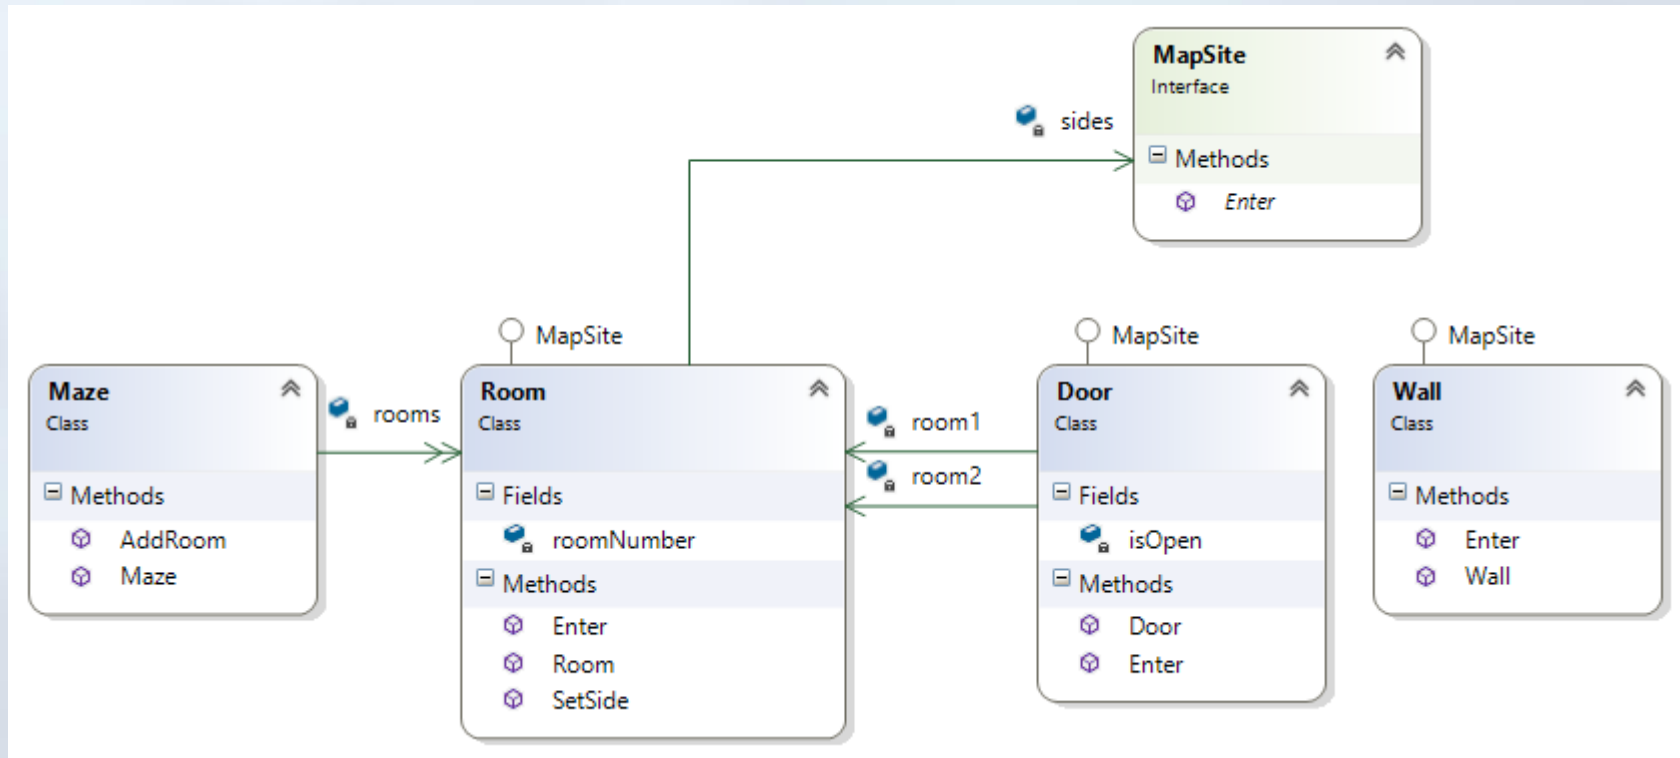 MapSite
Interface
sides
Methods
Enter
MapSite
MapSite
MapSite
Maze
Class
rooms
Methods
AddRoom
Maze
Room
Class
Fields
roomNumber
Methods
Enter
Room
SetSide
room1
room2
Door
Class
Fields
isOpen
Methods
Door
Enter
Wall
Class
Methods
Enter
Wall